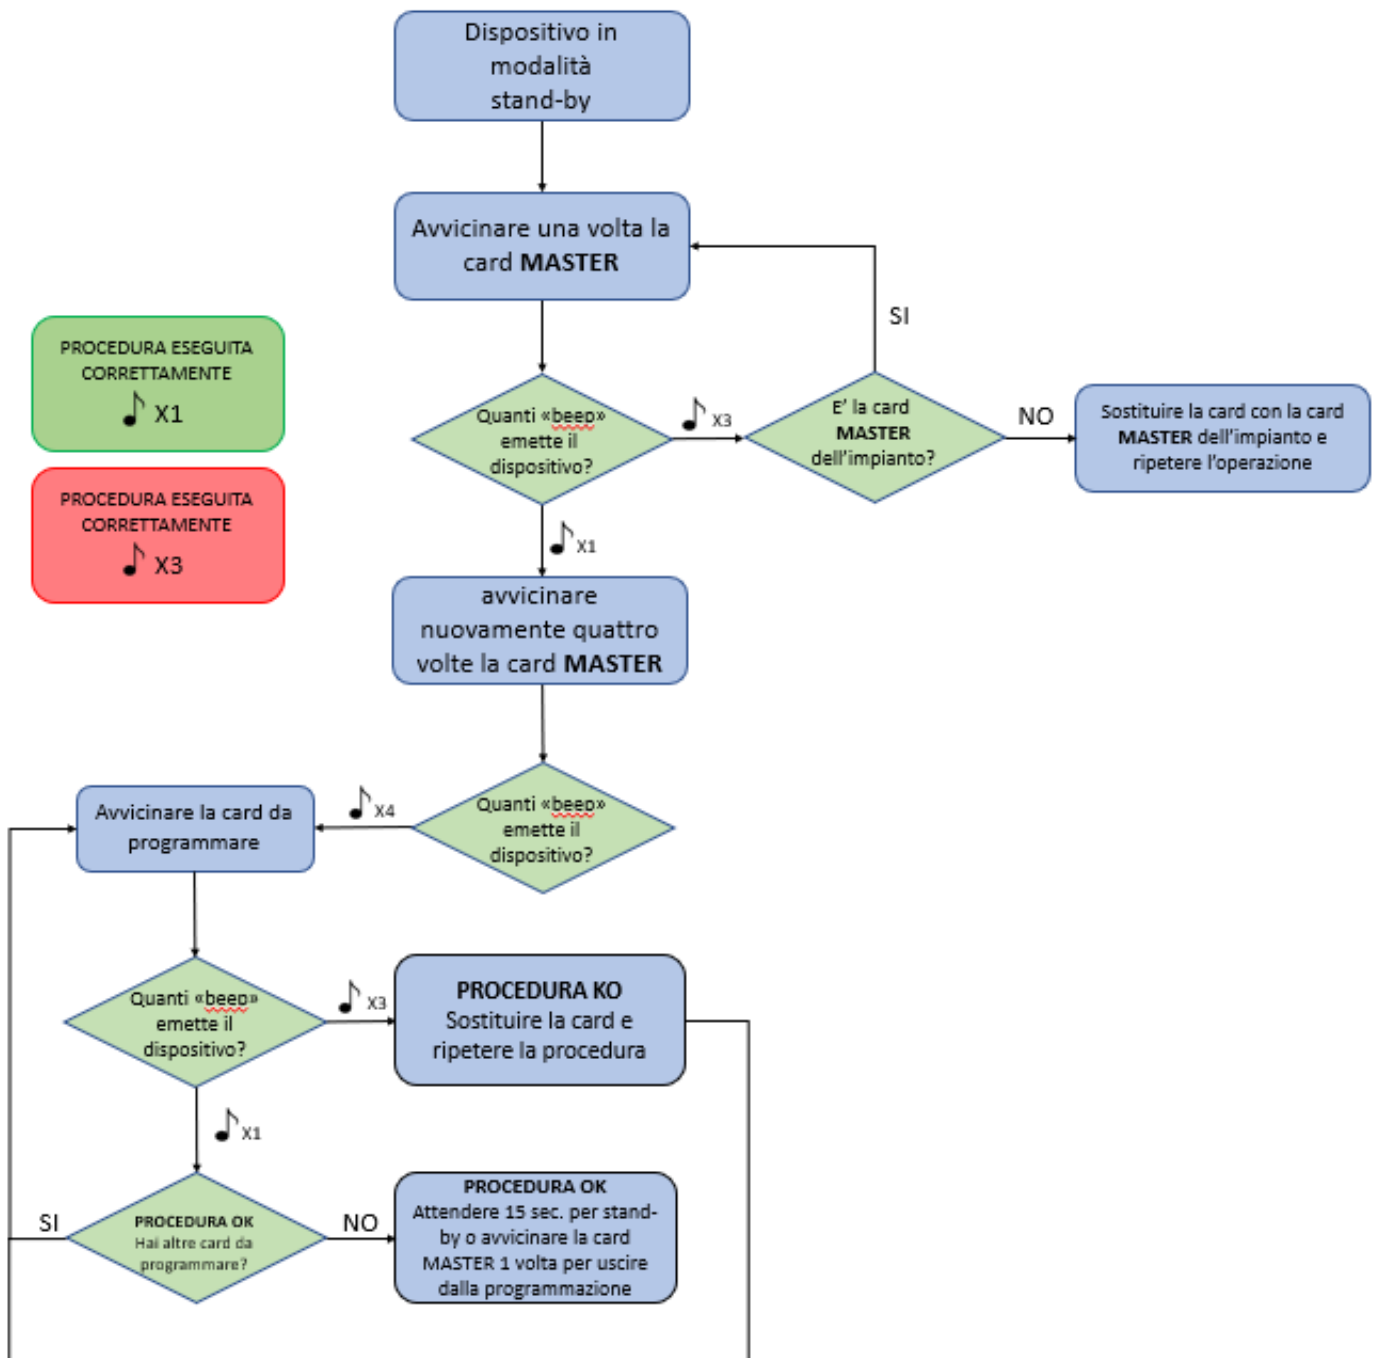 Dispositivo in
modalità
stand-by
Avvicinare una volta la
card MASTER
SI
PROCEDURA ESEGUITA
CORRETTAMENTE
X1
Quanti «beep»
emette il
dispositivo?
X3
E' la card
MASTER
dell'impianto?
NO
Sostituire la card con la card
MASTER dell'impianto e
ripetere l'operazione
PROCEDURA ESEGUITA
CORRETTAMENTE
X3
X1
avvicinare
nuovamente quattro
volte la card MASTER
Quanti «beep»
emette il
dispositivo?
X4
Avvicinare la card da
programmare
Quanti «beep»
emette il
dispositivo?
X3
PROCEDURA KO
Sostituire la card e
ripetere la procedura
X1
SI
PROCEDURA OK
Hai altre card da
programmare?
NO
PROCEDURA OK
Attendere 15 sec. per stand-
by o avvicinare la card
MASTER 1 volta per uscire
dalla programmazione